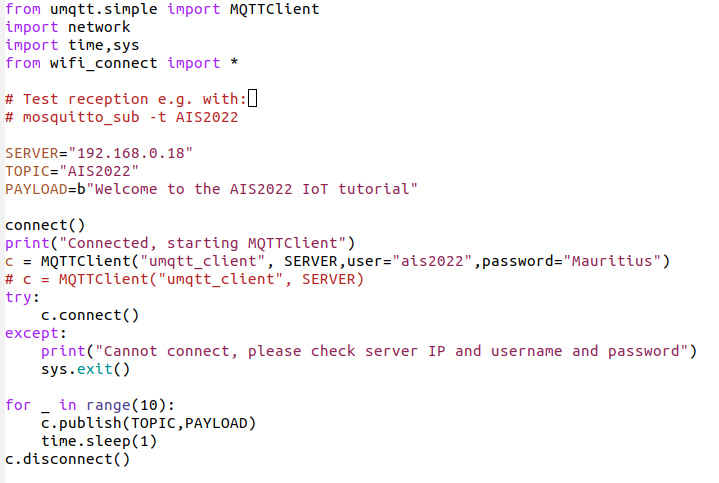 from umqtt.simple import MQTTClient
import network
import time,sys
from wifi_connect import *

# Test reception e.g. with:
# mosquitto_sub -t AIS2022

SERVER="192.168.0.18"
TOPIC="AIS2022"
PAYLOAD=b"Welcome to the AIS2022 IoT tutorial"

connect()
print("Connected, starting MQTTClient")
c = MQTTClient("umqtt_client", SERVER,user="ais2022",password="Mauritius")
# c = MQTTClient("umqtt_client", SERVER)
try:
    c.connect()
except:
    print("Cannot connect, please check server IP and username and password")
    sys.exit()

for _ in range(10):
    c.publish(TOPIC,PAYLOAD)
    time.sleep(1)
c.disconnect()